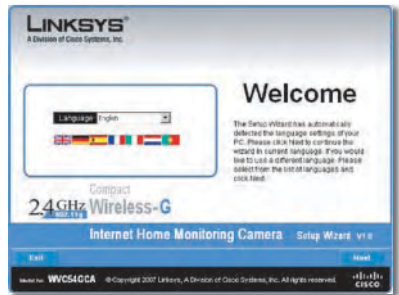 LINKSYS®
A Division of Cisco Systems, Inc.
Welcome
Language English
The Setup Wizard has automatically
detected the language settings of your
PC. Please click Next to continue the
wizard in current language. If you would
like to use a different language. Please
select from the list of languages and
click Next.
Compact
2.4GHz Wireless-G
802.11g
Internet Home Monitoring Camera Setup Wizard V1.0
Exit
Next
Model No. WVC54GCA © Copyright 2007 Linksys, A Division of Cisco Systems, Inc. All rights reserved.
CISCO